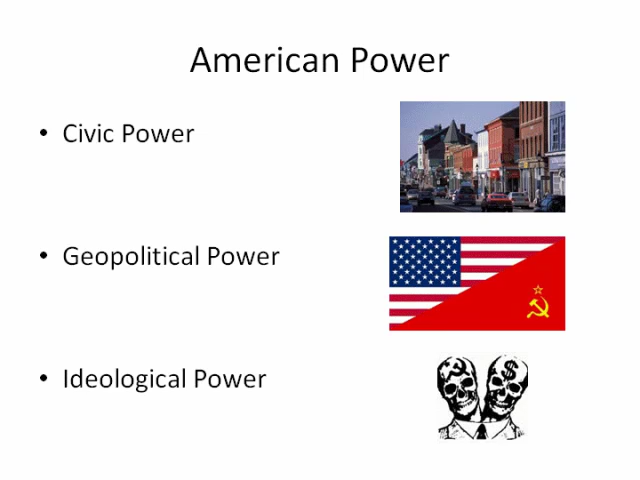 American Power
• Civic Power
• Geopolitical Power
• Ideological Power
$